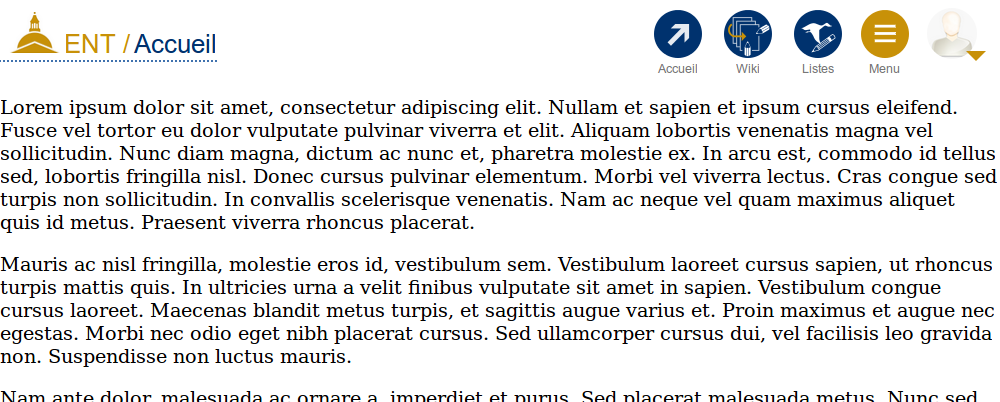 ENT / Accueil
Accueil
Wiki
Listes
Menu
Lorem ipsum dolor sit amet, consectetur adipiscing elit. Nullam et sapien et ipsum cursus eleifend.
Fusce vel tortor eu dolor vulputate pulvinar viverra et elit. Aliquam lobortis venenatis magna vel
sollicitudin. Nunc diam magna, dictum ac nunc et, pharetra molestie ex. In arcu est, commodo id tellus
sed, lobortis fringilla nisl. Donec cursus pulvinar elementum. Morbi vel viverra lectus. Cras congue sed
turpis non sollicitudin. In convallis scelerisque venenatis. Nam ac neque vel quam maximus aliquet
quis id metus. Praesent viverra rhoncus placerat.
Mauris ac nisl fringilla, molestie eros id, vestibulum sem. Vestibulum laoreet cursus sapien, ut rhoncus
turpis mattis quis. In ultricies urna a velit finibus vulputate sit amet in sapien. Vestibulum congue
cursus laoreet. Maecenas blandit metus turpis, et sagittis augue varius et. Proin maximus et augue nec
egestas. Morbi nec odio eget nibh placerat cursus. Sed ullamcorper cursus dui, vel facilisis leo gravida
non. Suspendisse non luctus mauris.
Nam ante dolor, malesuada ac ornare a, imperdiet et purus. Sed placerat malesuada metus. Nunc sed